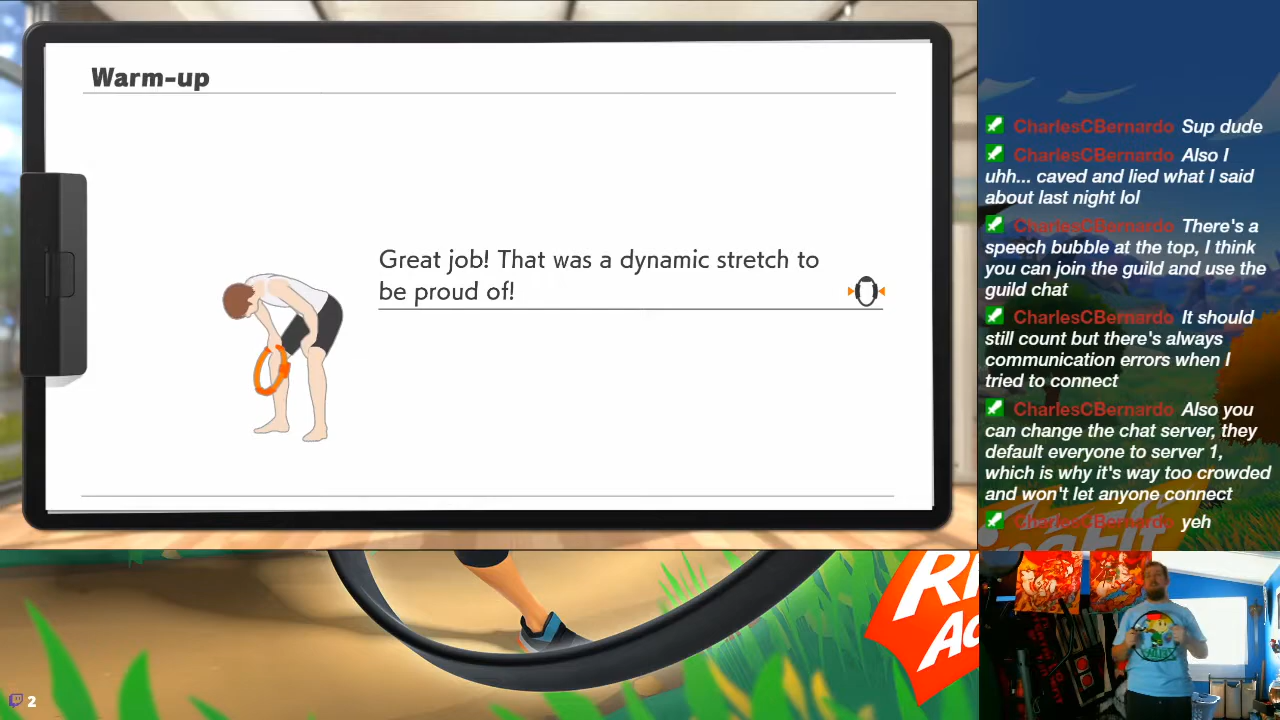 Warm-up
Great job! That was a dynamic stretch to
be proud of!
CharlesCBernardo Sup dude
CharlesCBernardo Also I
uhh... caved and lied what I said
about last night lol
CharlesCBernardo There's a
speech bubble at the top, I think
you can join the guild and use the
guild chat
CharlesCBernardo It should
still count but there's always
communication errors when I
tried to connect
CharlesCBernardo Also you
can change the chat server, they
default everyone to server 1,
which is why it's way too crowded
and won't let anyone connect
CharlesCBernardo yeh
2